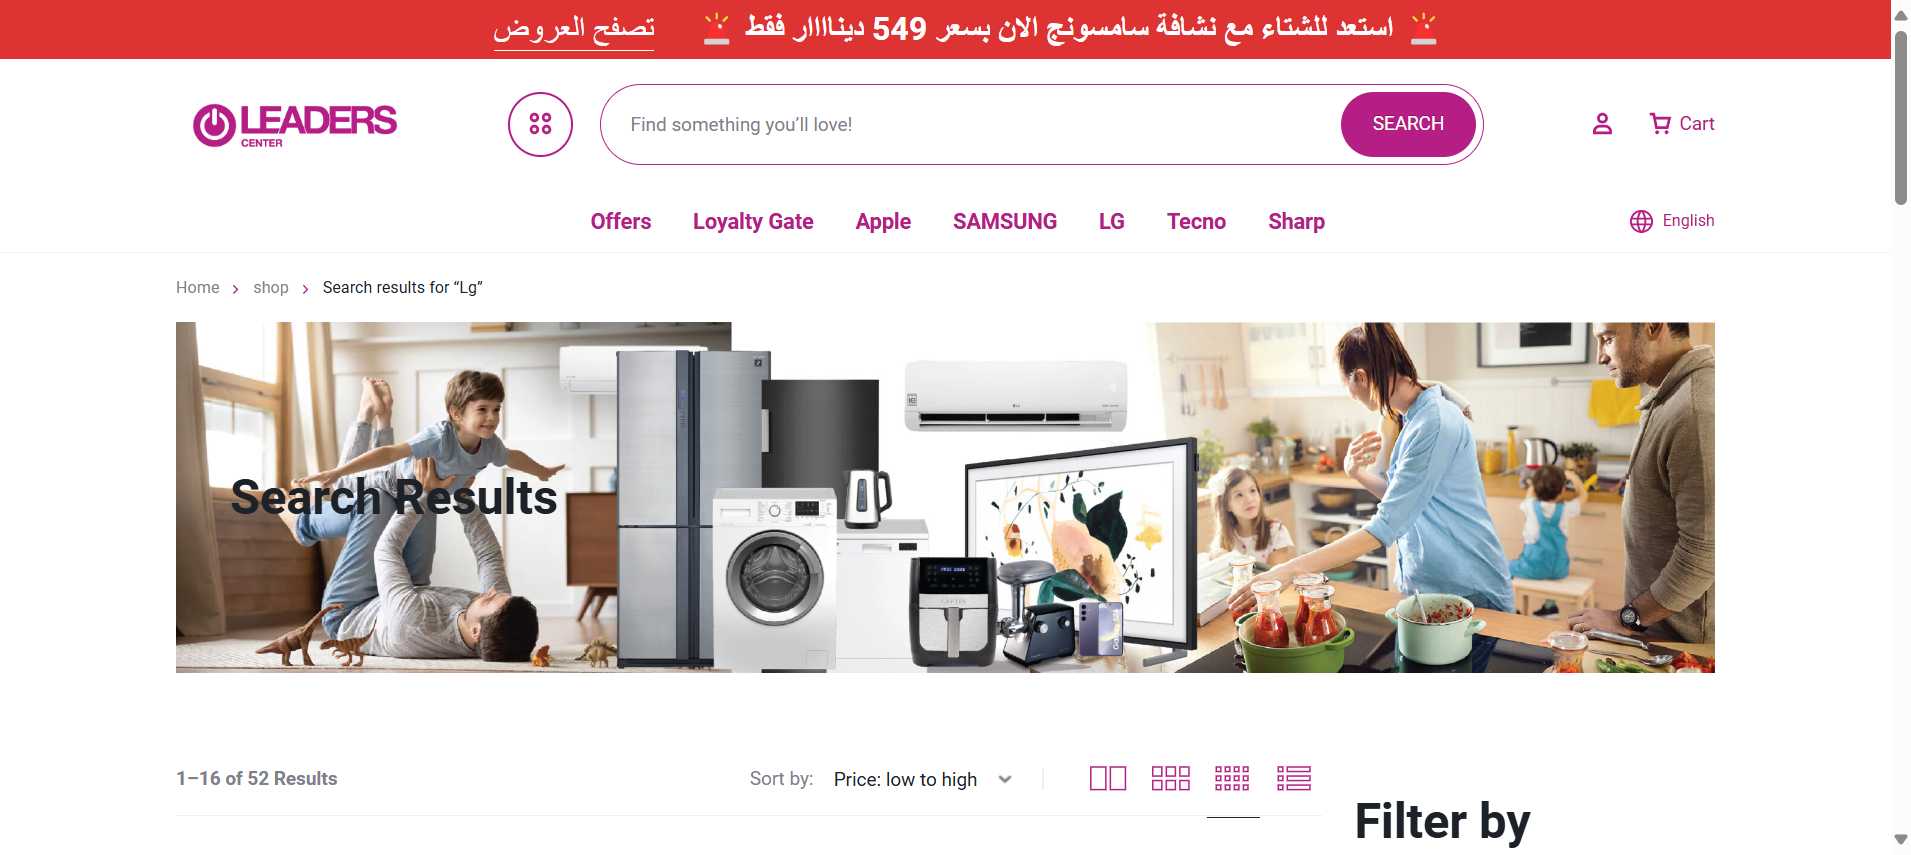 🚨 استعد للشتاء مع نشافة سامسونج الان بسعر 549 ديناااار فقط 🚨 تصفح العروض
LEADERS
CENTER
Find something you’ll love!
SEARCH
Cart
Offers Loyalty Gate Apple SAMSUNG LG Tecno Sharp
English
Home > shop > Search results for “Lg”
Search Results
1–16 of 52 Results
Sort by: Price: low to high
Filter by